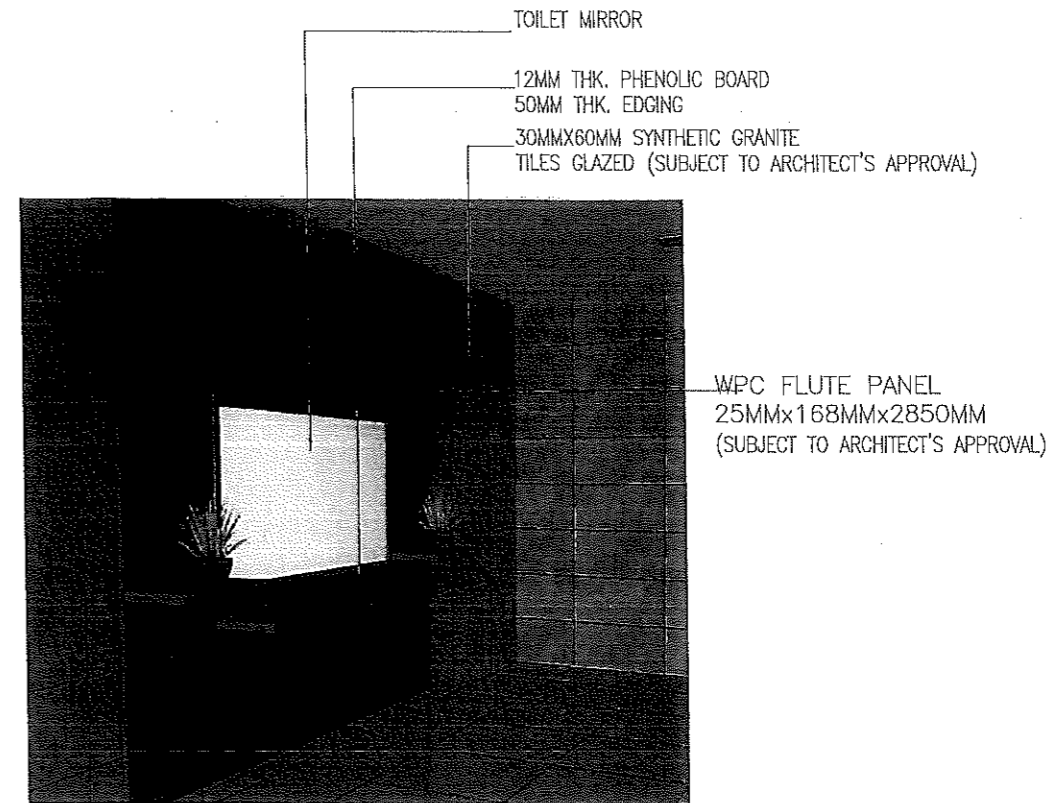 TOILET MIRROR
12MM THK. PHENOLIC BOARD
50MM THK. EDGING
30MMX60MM SYNTHETIC GRANITE
TILES GLAZED (SUBJECT TO ARCHITECT'S APPROVAL)
WPC FLUTE PANEL
25MMx168MMx2850MM
(SUBJECT TO ARCHITECT'S APPROVAL)